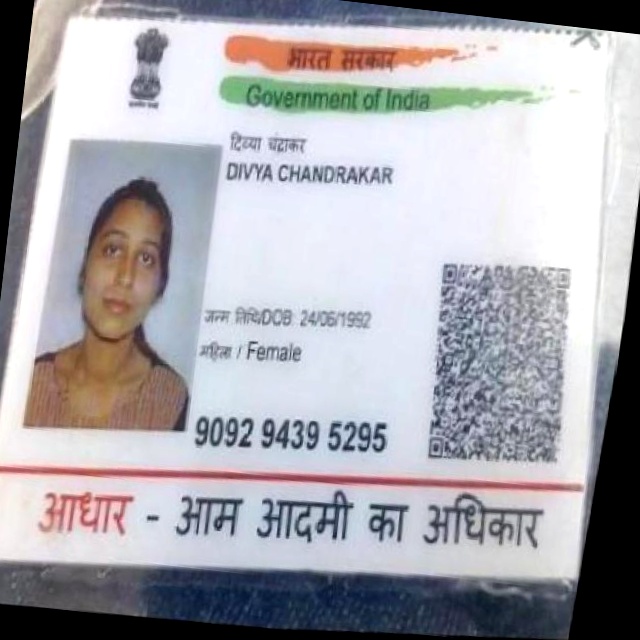 भारत सरकार
Government of India
दिव्या चंद्राकर
DIVYA CHANDRAKAR
जन्म तिथि/DOB: 24/06/1992
महिला / Female
9092 9439 5295
आधार - आम आदमी का अधिकार